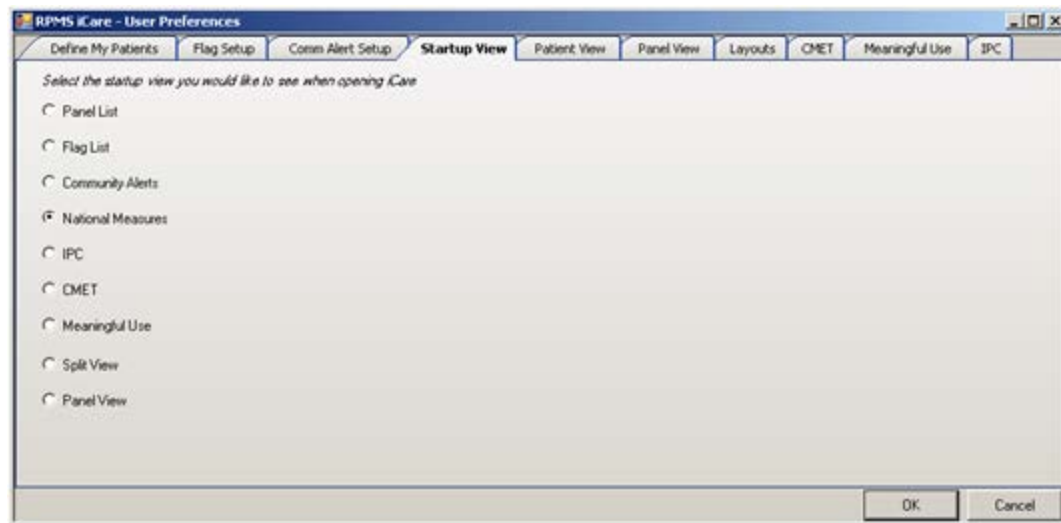 RPMS iCare - User Preferences
Define My Patients Flag Setup Comm Alert Setup Startup View Patient View Panel View Layouts CMET Meaningful Use IPC
Select the startup view you would like to see when opening iCare
Panel List
Flag List
Community Alerts
National Measures
IPC
CMET
Meaningful Use
Split View
Panel View
OK Cancel